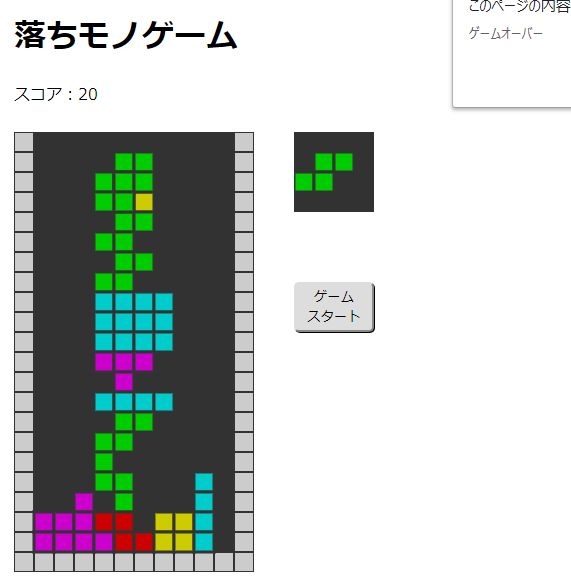 落ちモノゲーム
このページの内容
ゲームオーバー
スコア：20
ゲーム
スタート